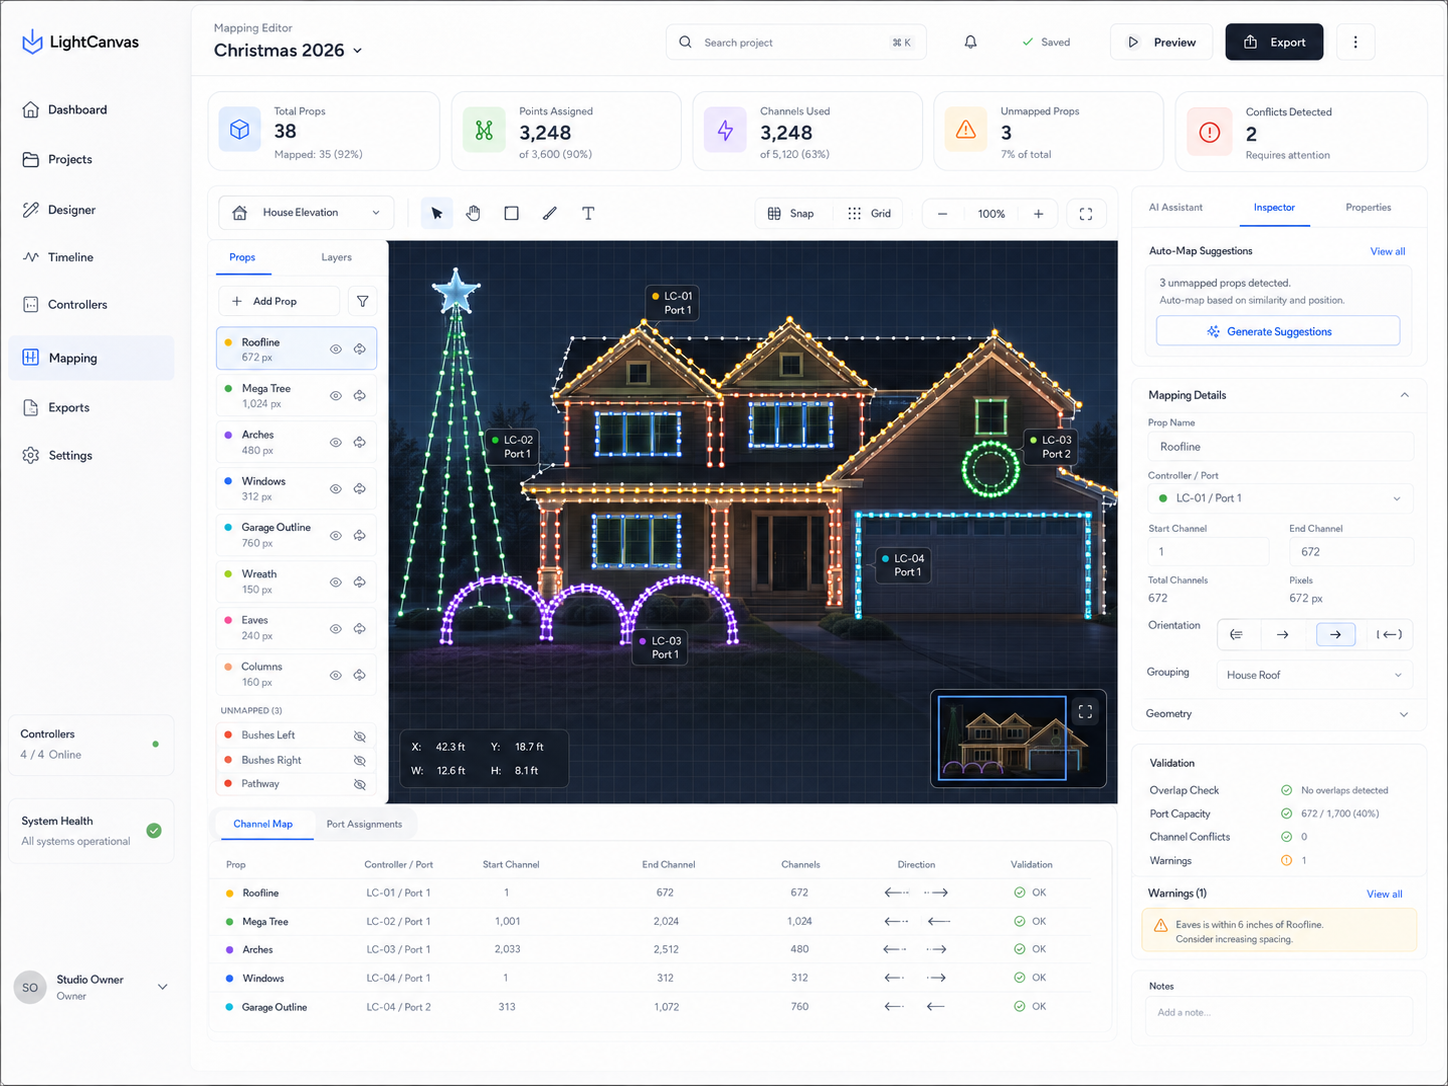 LightCanvas
Dashboard
Projects
Designer
Timeline
Controllers
Mapping
Exports
Settings
Controllers
4 / 4 Online
System Health
All systems operational
SO
Studio Owner
Owner
Mapping Editor
Christmas 2026
Search project
⌘ K
Saved
Preview
Export
Total Props
38
Mapped: 35 (92%)
Points Assigned
3,248
of 3,600 (90%)
Channels Used
3,248
of 5,120 (63%)
Unmapped Props
3
7% of total
Conflicts Detected
2
Requires attention
House Elevation
T
Snap
Grid
100%
Props
Layers
Add Prop
Roofline
672 px
Mega Tree
1,024 px
Arches
480 px
Windows
312 px
Garage Outline
760 px
Wreath
150 px
Eaves
240 px
Columns
160 px
UNMAPPED (3)
Bushes Left
Bushes Right
Pathway
LC-01
Port 1
LC-02
Port 1
LC-03
Port 2
LC-04
Port 1
LC-03
Port 1
X: 42.3 ft Y: 18.7 ft
W: 12.6 ft H: 8.1 ft
Channel Map
Port Assignments
Prop Controller / Port Start Channel End Channel Channels Direction Validation
Roofline LC-01 / Port 1 1 672 672 OK
Mega Tree LC-02 / Port 1 1,001 2,024 1,024 OK
Arches LC-03 / Port 1 2,033 2,512 480 OK
Windows LC-04 / Port 1 1 312 312 OK
Garage Outline LC-04 / Port 2 313 1,072 760 OK
AI Assistant
Inspector
Properties
Auto-Map Suggestions
View all
3 unmapped props detected.
Auto-map based on similarity and position.
Generate Suggestions
Mapping Details
Prop Name
Roofline
Controller / Port
LC-01 / Port 1
Start Channel End Channel
1 672
Total Channels Pixels
672 672 px
Orientation
Grouping
House Roof
Geometry
Validation
Overlap Check No overlaps detected
Port Capacity 672 / 1,700 (40%)
Channel Conflicts 0
Warnings 1
Warnings (1)
View all
Eaves is within 6 inches of Roofline.
Consider increasing spacing.
Notes
Add a note...